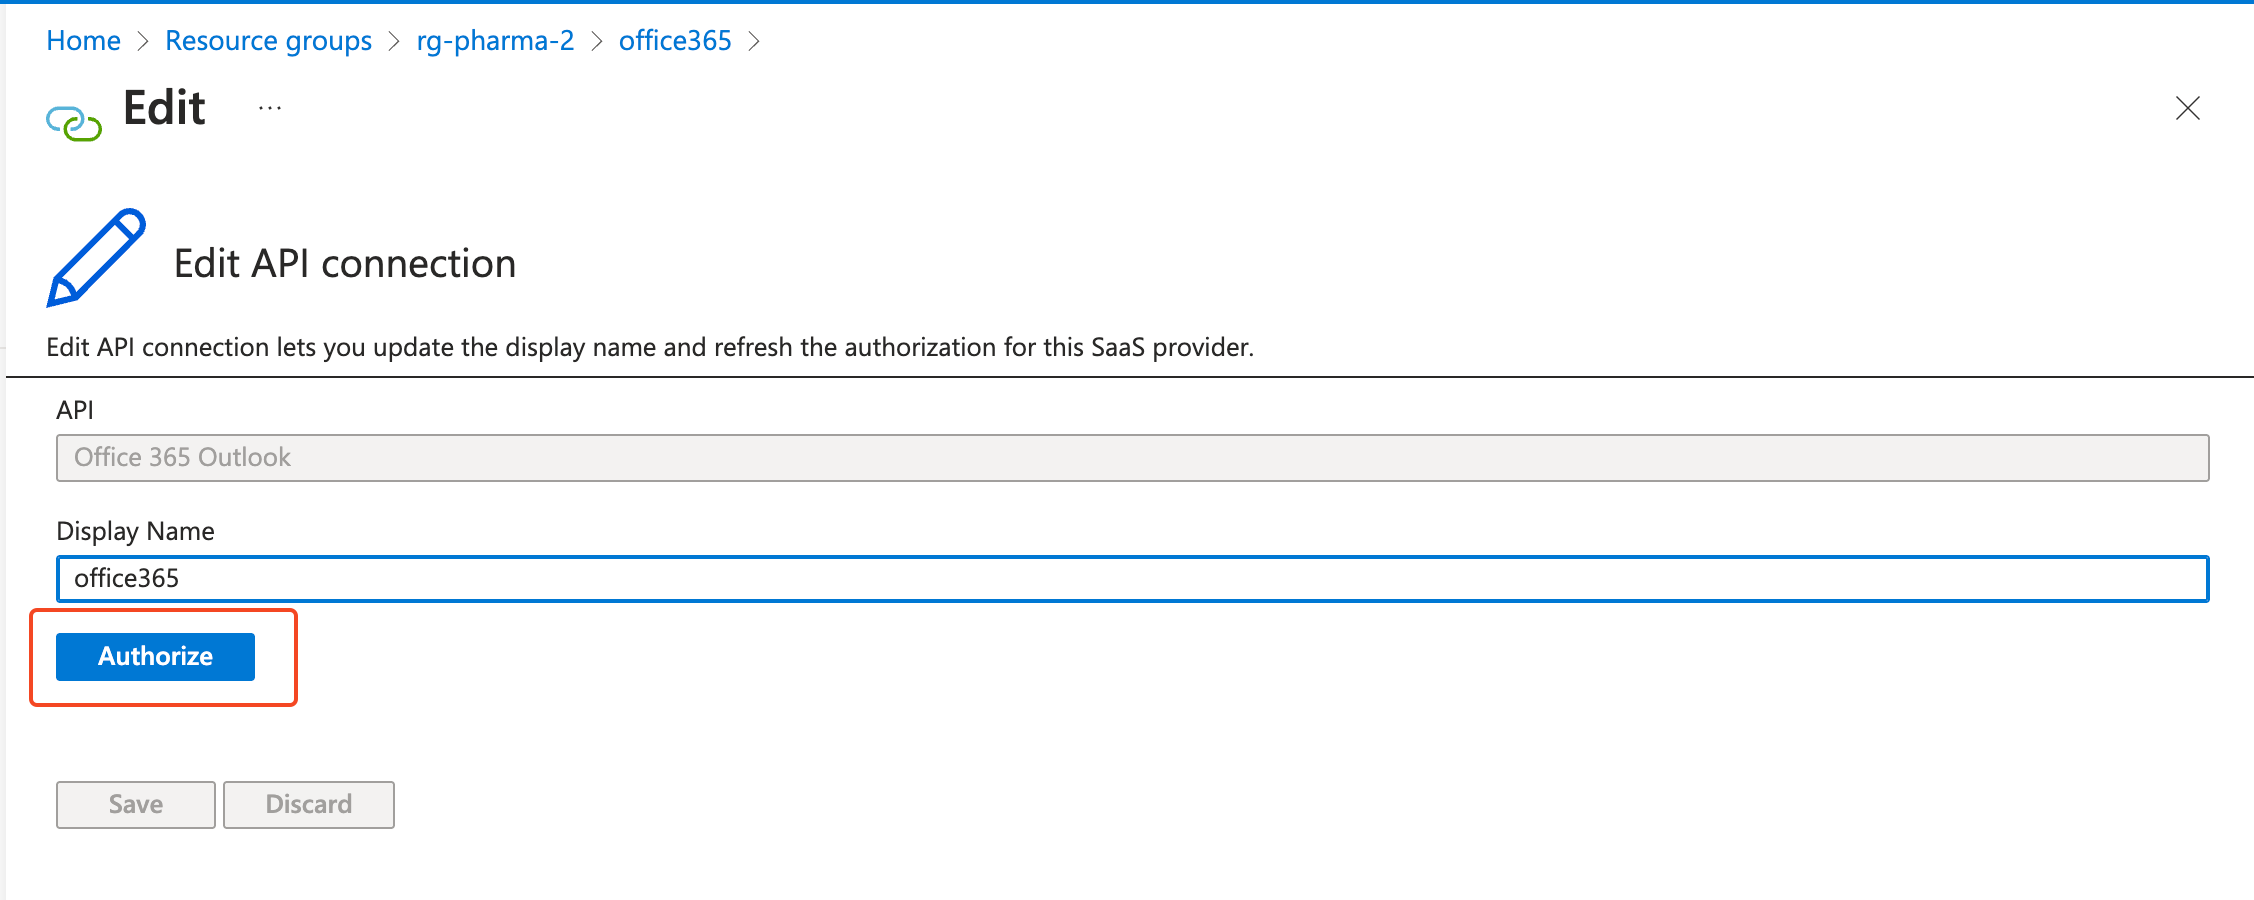 Home > Resource groups > rg-pharma-2 > office365 >
Edit ...
Edit API connection
Edit API connection lets you update the display name and refresh the authorization for this SaaS provider.
API
Office 365 Outlook
Display Name
office365
Authorize
Save Discard